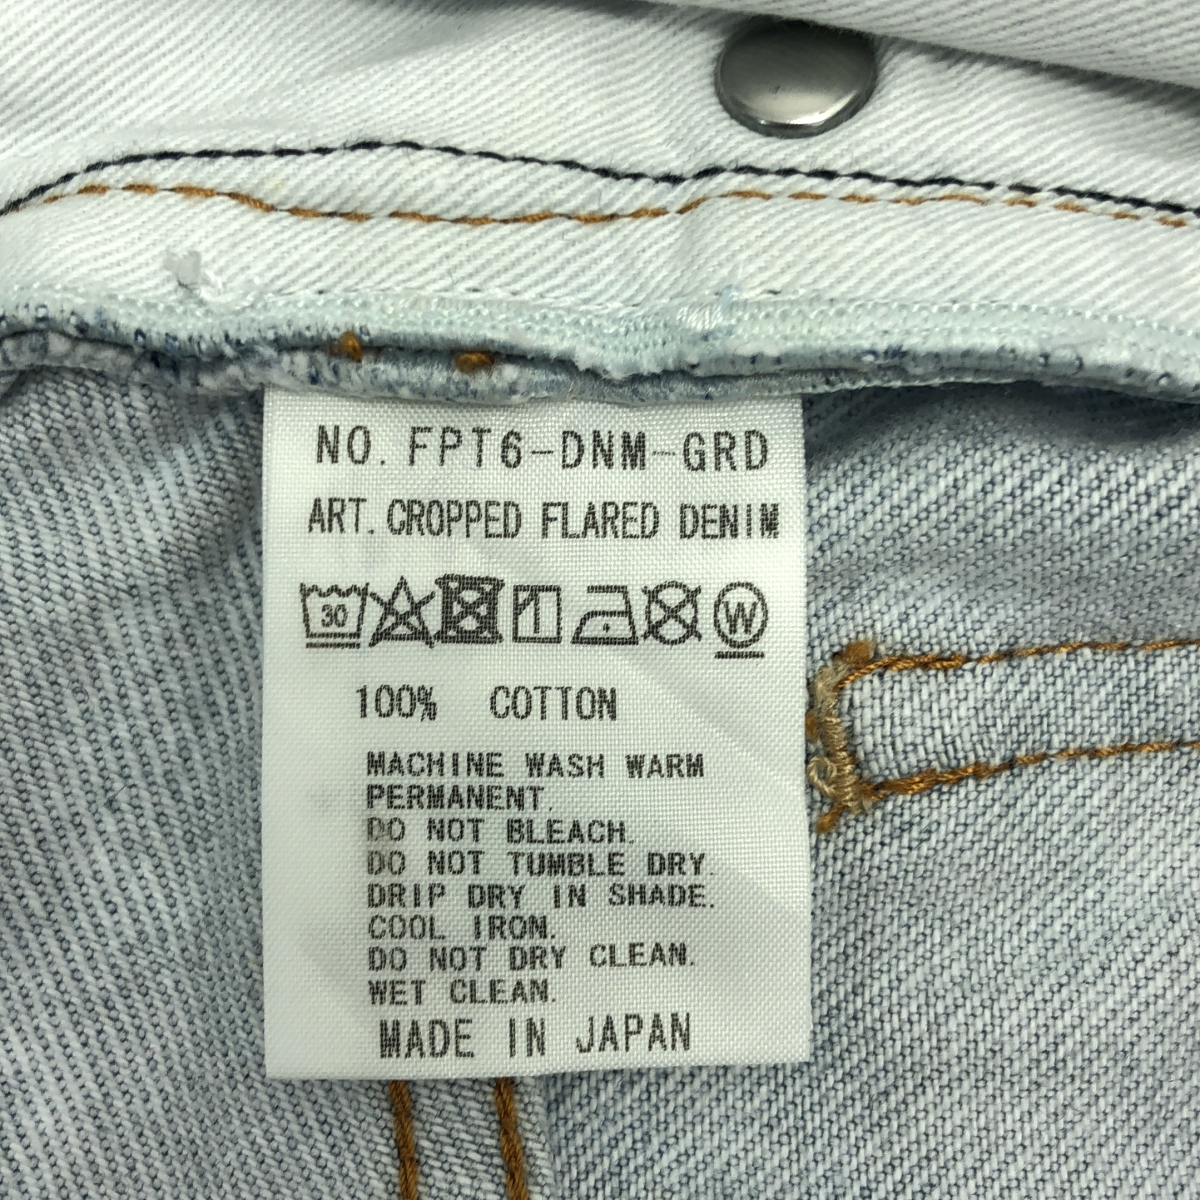 NO. FPT6-DNM-GRD
ART. CROPPED FLARED DENIM
30 W
100% COTTON
MACHINE WASH WARM
PERMANENT.
DO NOT BLEACH.
DO NOT TUMBLE DRY.
DRIP DRY IN SHADE.
COOL IRON.
DO NOT DRY CLEAN.
WET CLEAN.
MADE IN JAPAN